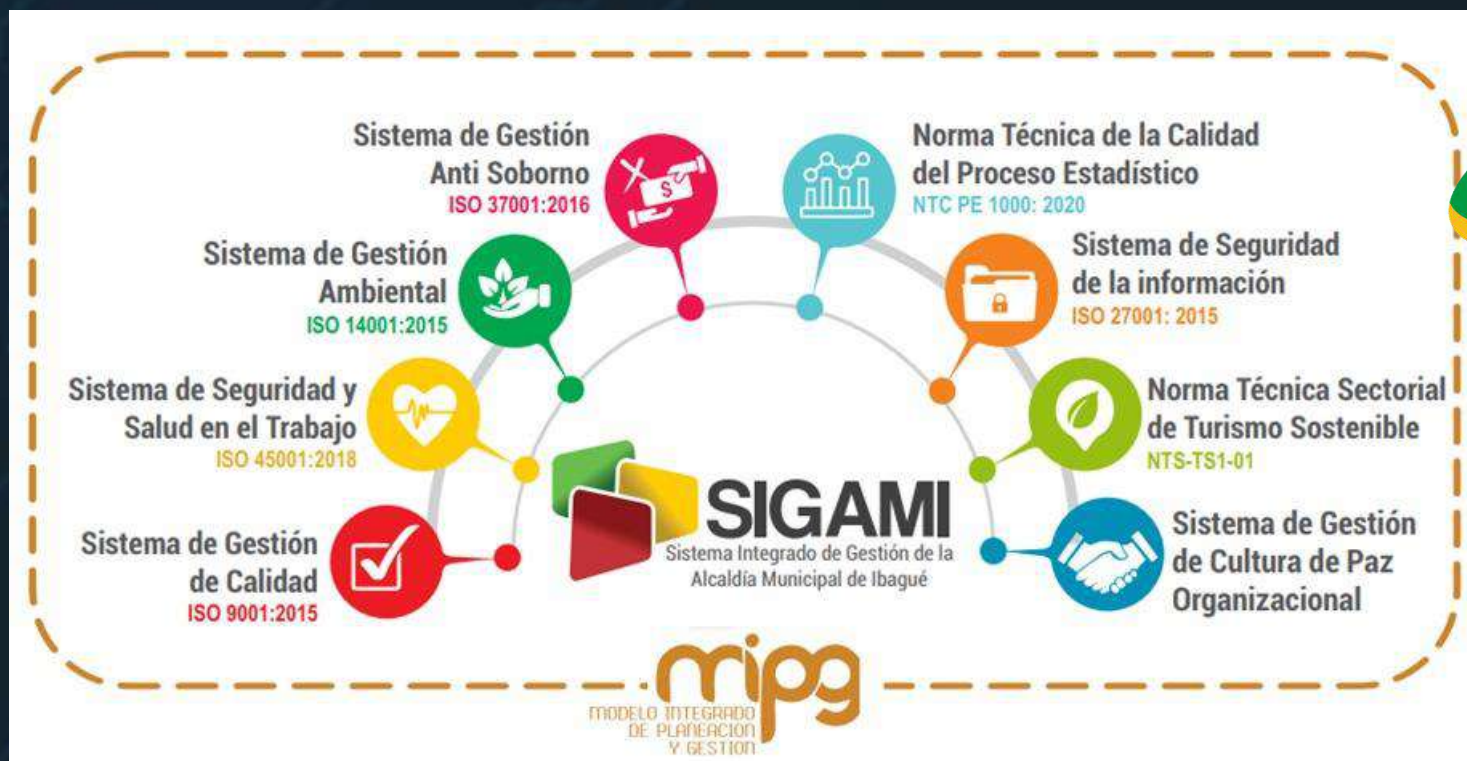 Sistema de Gestión
Anti Soborno
ISO 37001:2016
Norma Técnica de la Calidad
del Proceso Estadístico
NTC PE 1000: 2020
Sistema de Gestión
Ambiental
ISO 14001:2015
Sistema de Seguridad
de la información
ISO 27001: 2015
Sistema de Seguridad y
Salud en el Trabajo
ISO 45001:2018
Norma Técnica Sectorial
de Turismo Sostenible
NTS-TS1-01
Sistema de Gestión
de Calidad
ISO 9001:2015
Sistema de Gestión
de Cultura de Paz
Organizacional
$
SIGAMI
Sistema Integrado de Gestión de la
Alcaldía Municipal de Ibagué
mipg
MODELO INTEGRADO
DE PLANEACION
Y GESTION